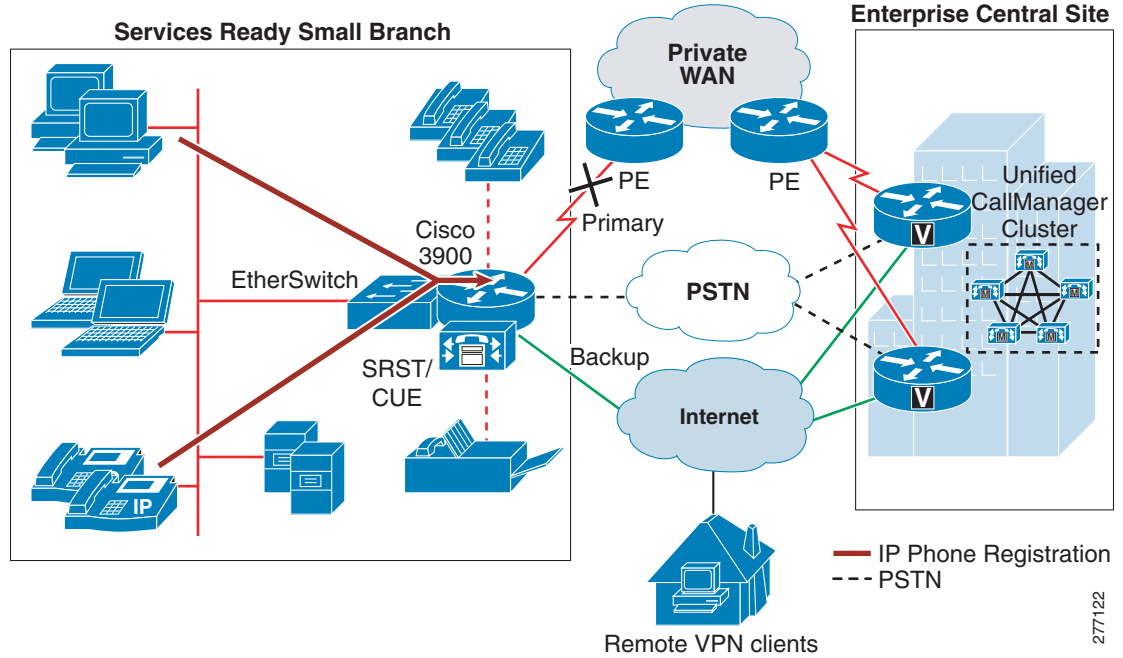 Services Ready Small Branch
Enterprise Central Site
Private
WAN
PE
PE
Primary
Unified
CallManager
Cluster
V
M
M
M
M
M
Cisco
3900
EtherSwitch
PSTN
SRST/
CUE
Backup
Internet
V
IP
IP Phone Registration
PSTN
Remote VPN clients
277122